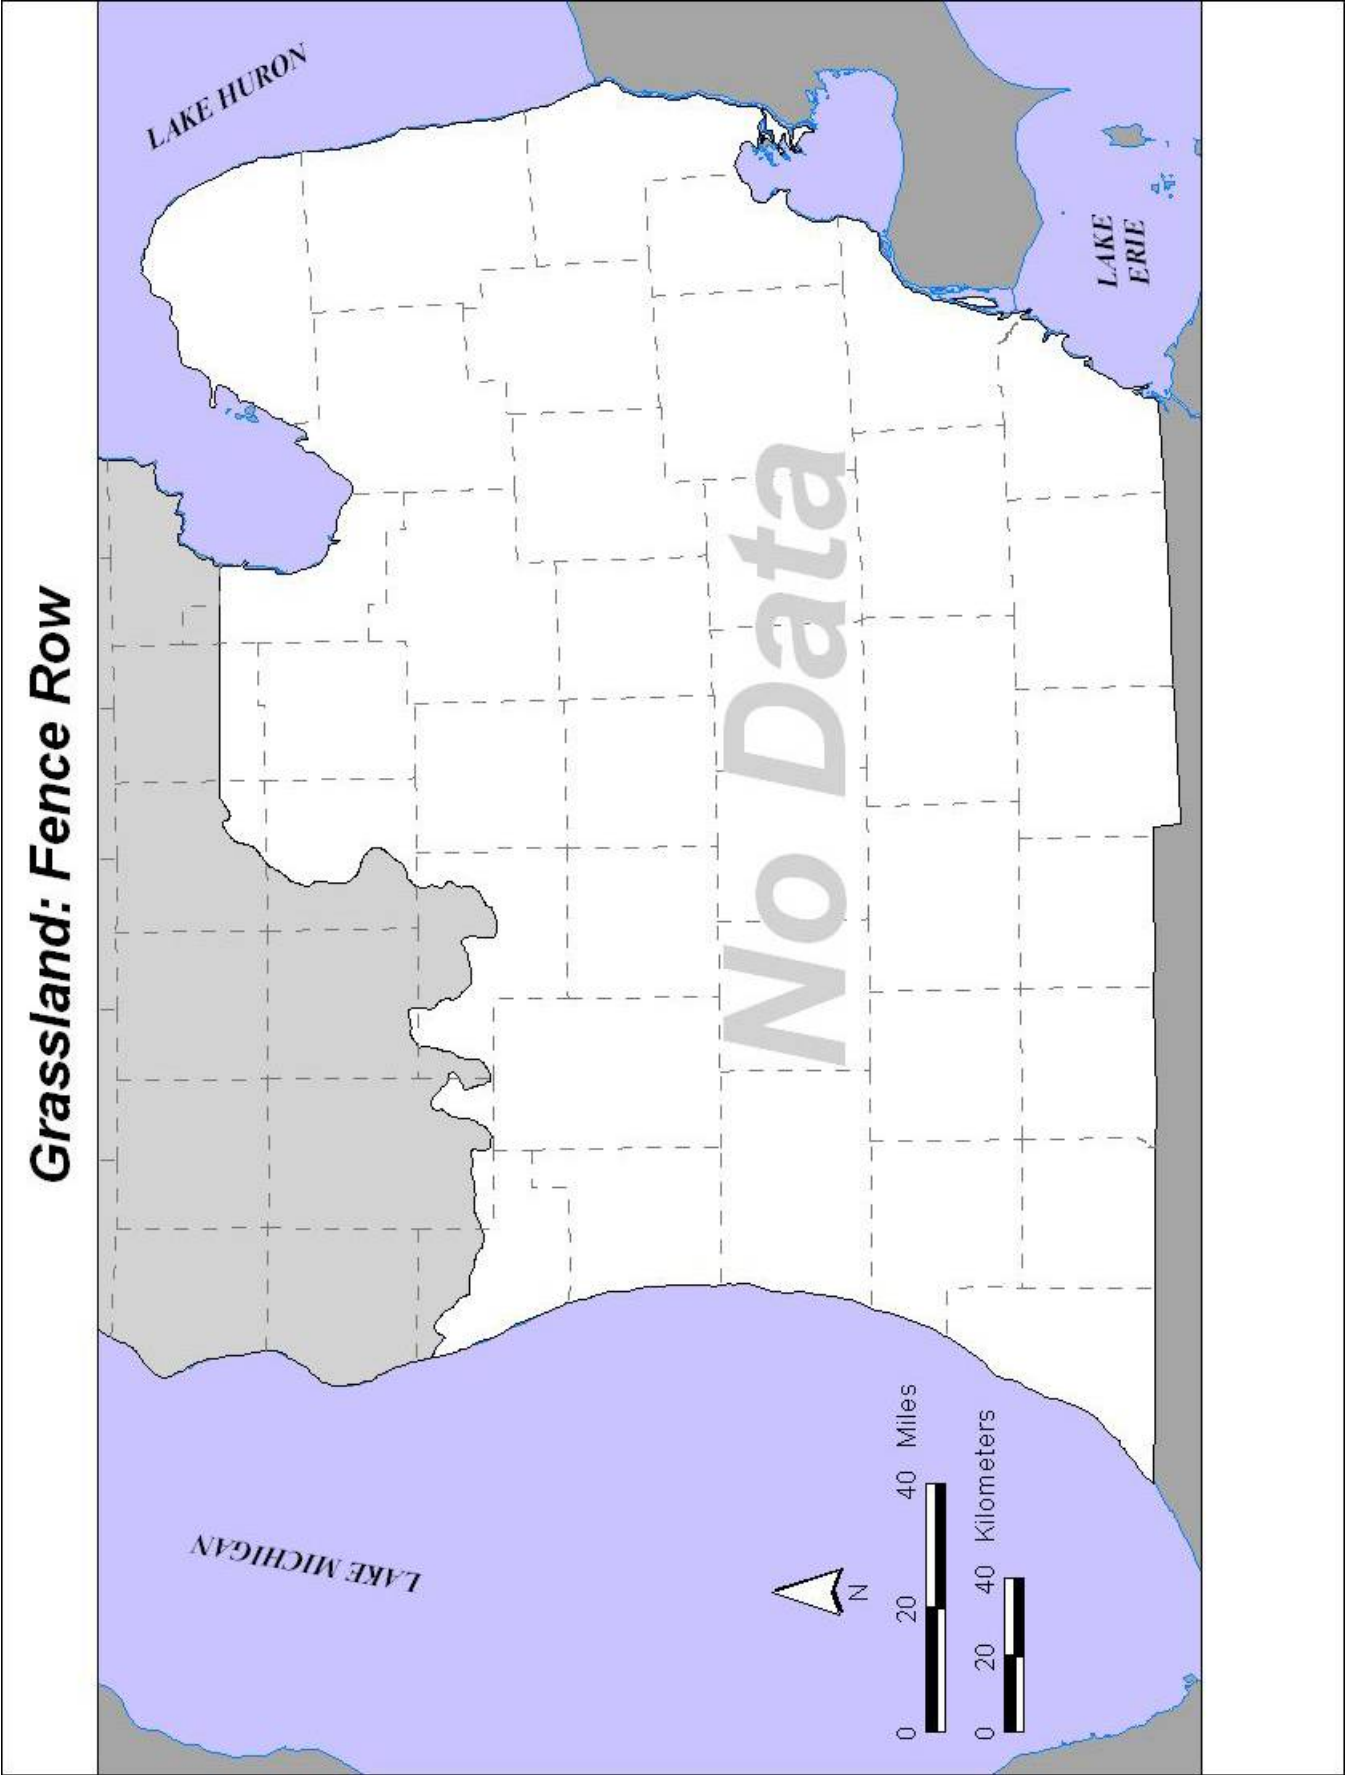 Grassland: Fence Row
LAKE HURON
LAKE MICHIGAN
No Data
LAKE
ERIE
N
0 20 40 Miles
0 20 40 Kilometers